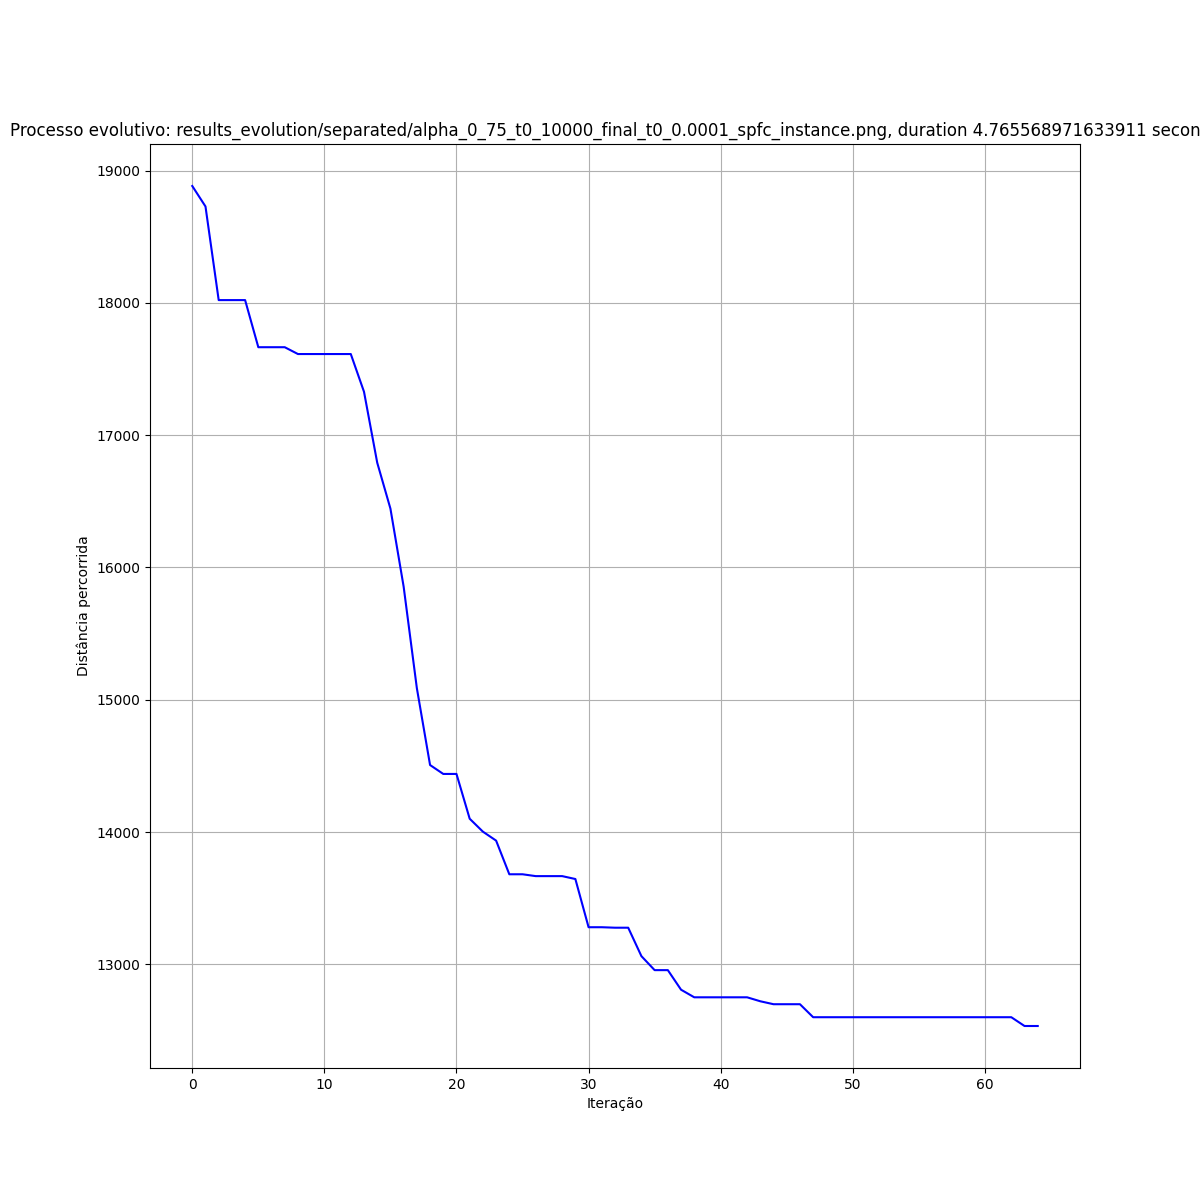 Processo evolutivo: results_evolution/separated/alpha_0_75_t0_10000_final_t0_0.0001_spfc_instance.png, duration 4.765568971633911 secon
19000
18000
17000
16000
15000
14000
13000
Distância percorrida
0 10 20 30 40 50 60
Iteração